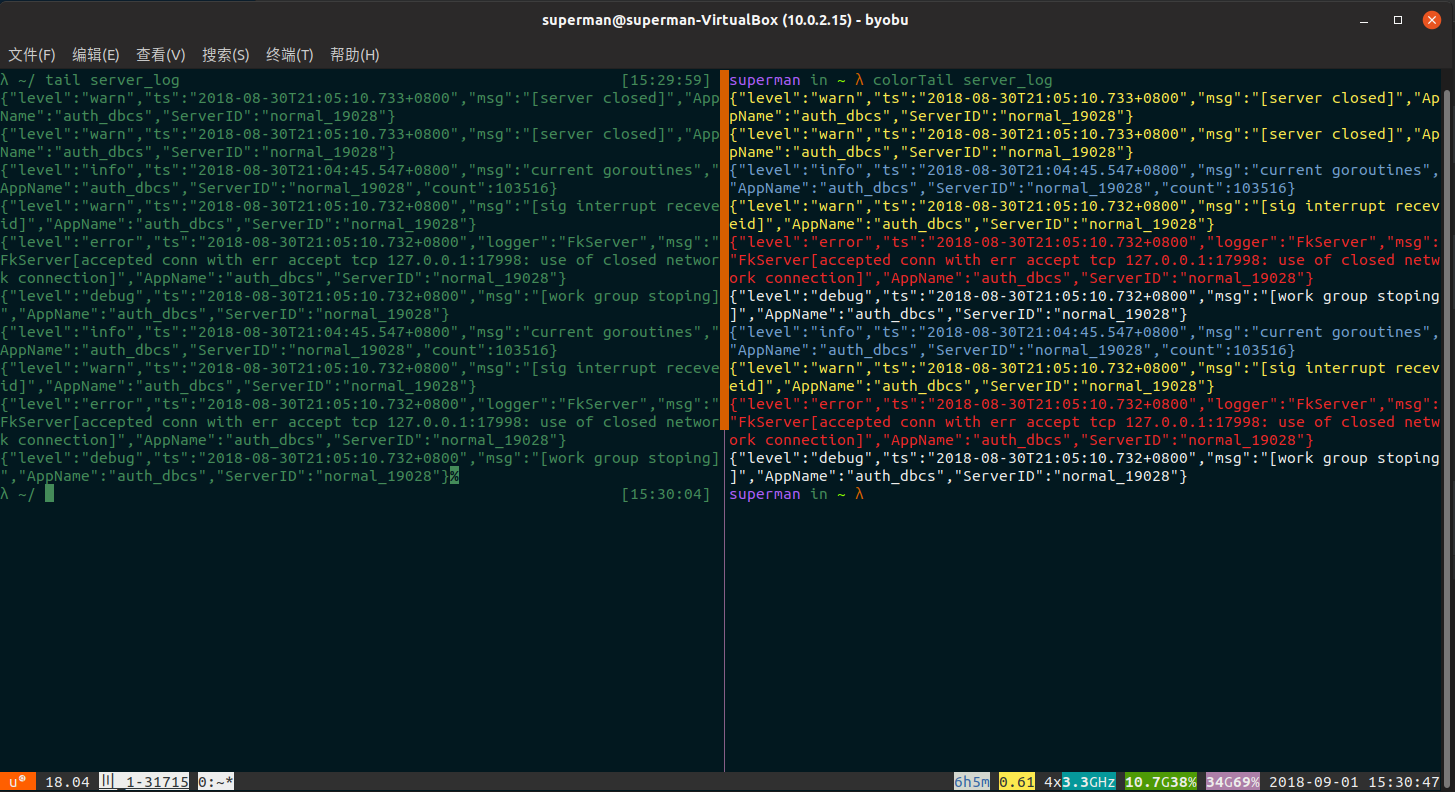 superman@superman-VirtualBox (10.0.2.15) - byobu
文件(F) 编辑(E) 查看(V) 搜索(S) 终端(T) 帮助(H)
λ ~/ tail server_log [15:29:59]
{"level":"warn","ts":"2018-08-30T21:05:10.733+0800","msg":"[server closed]","App
Name":"auth_dbcs","ServerID":"normal_19028"}
{"level":"warn","ts":"2018-08-30T21:05:10.733+0800","msg":"[server closed]","App
Name":"auth_dbcs","ServerID":"normal_19028"}
{"level":"info","ts":"2018-08-30T21:04:45.547+0800","msg":"current goroutines","
AppName":"auth_dbcs","ServerID":"normal_19028","count":103516}
{"level":"warn","ts":"2018-08-30T21:05:10.732+0800","msg":"[sig interrupt receve
id]","AppName":"auth_dbcs","ServerID":"normal_19028"}
{"level":"error","ts":"2018-08-30T21:05:10.732+0800","logger":"FkServer","msg":"
FkServer[accepted conn with err accept tcp 127.0.0.1:17998: use of closed networ
k connection]","AppName":"auth_dbcs","ServerID":"normal_19028"}
{"level":"debug","ts":"2018-08-30T21:05:10.732+0800","msg":"[work group stoping]
","AppName":"auth_dbcs","ServerID":"normal_19028"}
{"level":"info","ts":"2018-08-30T21:04:45.547+0800","msg":"current goroutines","
AppName":"auth_dbcs","ServerID":"normal_19028","count":103516}
{"level":"warn","ts":"2018-08-30T21:05:10.732+0800","msg":"[sig interrupt receve
id]","AppName":"auth_dbcs","ServerID":"normal_19028"}
{"level":"error","ts":"2018-08-30T21:05:10.732+0800","logger":"FkServer","msg":"
FkServer[accepted conn with err accept tcp 127.0.0.1:17998: use of closed networ
k connection]","AppName":"auth_dbcs","ServerID":"normal_19028"}
{"level":"debug","ts":"2018-08-30T21:05:10.732+0800","msg":"[work group stoping]
","AppName":"auth_dbcs","ServerID":"normal_19028"}%
λ ~/ [15:30:04]
superman in ~ λ colorTail server_log
{"level":"warn","ts":"2018-08-30T21:05:10.733+0800","msg":"[server closed]","Ap
pName":"auth_dbcs","ServerID":"normal_19028"}
{"level":"warn","ts":"2018-08-30T21:05:10.733+0800","msg":"[server closed]","Ap
pName":"auth_dbcs","ServerID":"normal_19028"}
{"level":"info","ts":"2018-08-30T21:04:45.547+0800","msg":"current goroutines",
"AppName":"auth_dbcs","ServerID":"normal_19028","count":103516}
{"level":"warn","ts":"2018-08-30T21:05:10.732+0800","msg":"[sig interrupt recev
eid]","AppName":"auth_dbcs","ServerID":"normal_19028"}
{"level":"error","ts":"2018-08-30T21:05:10.732+0800","logger":"FkServer","msg":
"FkServer[accepted conn with err accept tcp 127.0.0.1:17998: use of closed netw
ork connection]","AppName":"auth_dbcs","ServerID":"normal_19028"}
{"level":"debug","ts":"2018-08-30T21:05:10.732+0800","msg":"[work group stoping
]","AppName":"auth_dbcs","ServerID":"normal_19028"}
{"level":"info","ts":"2018-08-30T21:04:45.547+0800","msg":"current goroutines",
"AppName":"auth_dbcs","ServerID":"normal_19028","count":103516}
{"level":"warn","ts":"2018-08-30T21:05:10.732+0800","msg":"[sig interrupt recev
eid]","AppName":"auth_dbcs","ServerID":"normal_19028"}
{"level":"error","ts":"2018-08-30T21:05:10.732+0800","logger":"FkServer","msg":
"FkServer[accepted conn with err accept tcp 127.0.0.1:17998: use of closed netw
ork connection]","AppName":"auth_dbcs","ServerID":"normal_19028"}
{"level":"debug","ts":"2018-08-30T21:05:10.732+0800","msg":"[work group stoping
]","AppName":"auth_dbcs","ServerID":"normal_19028"}
superman in ~ λ
u 18.04 _1-31715 0:~* 6h5m 0.61 4x3.3GHz 10.7G38% 34G69% 2018-09-01 15:30:47